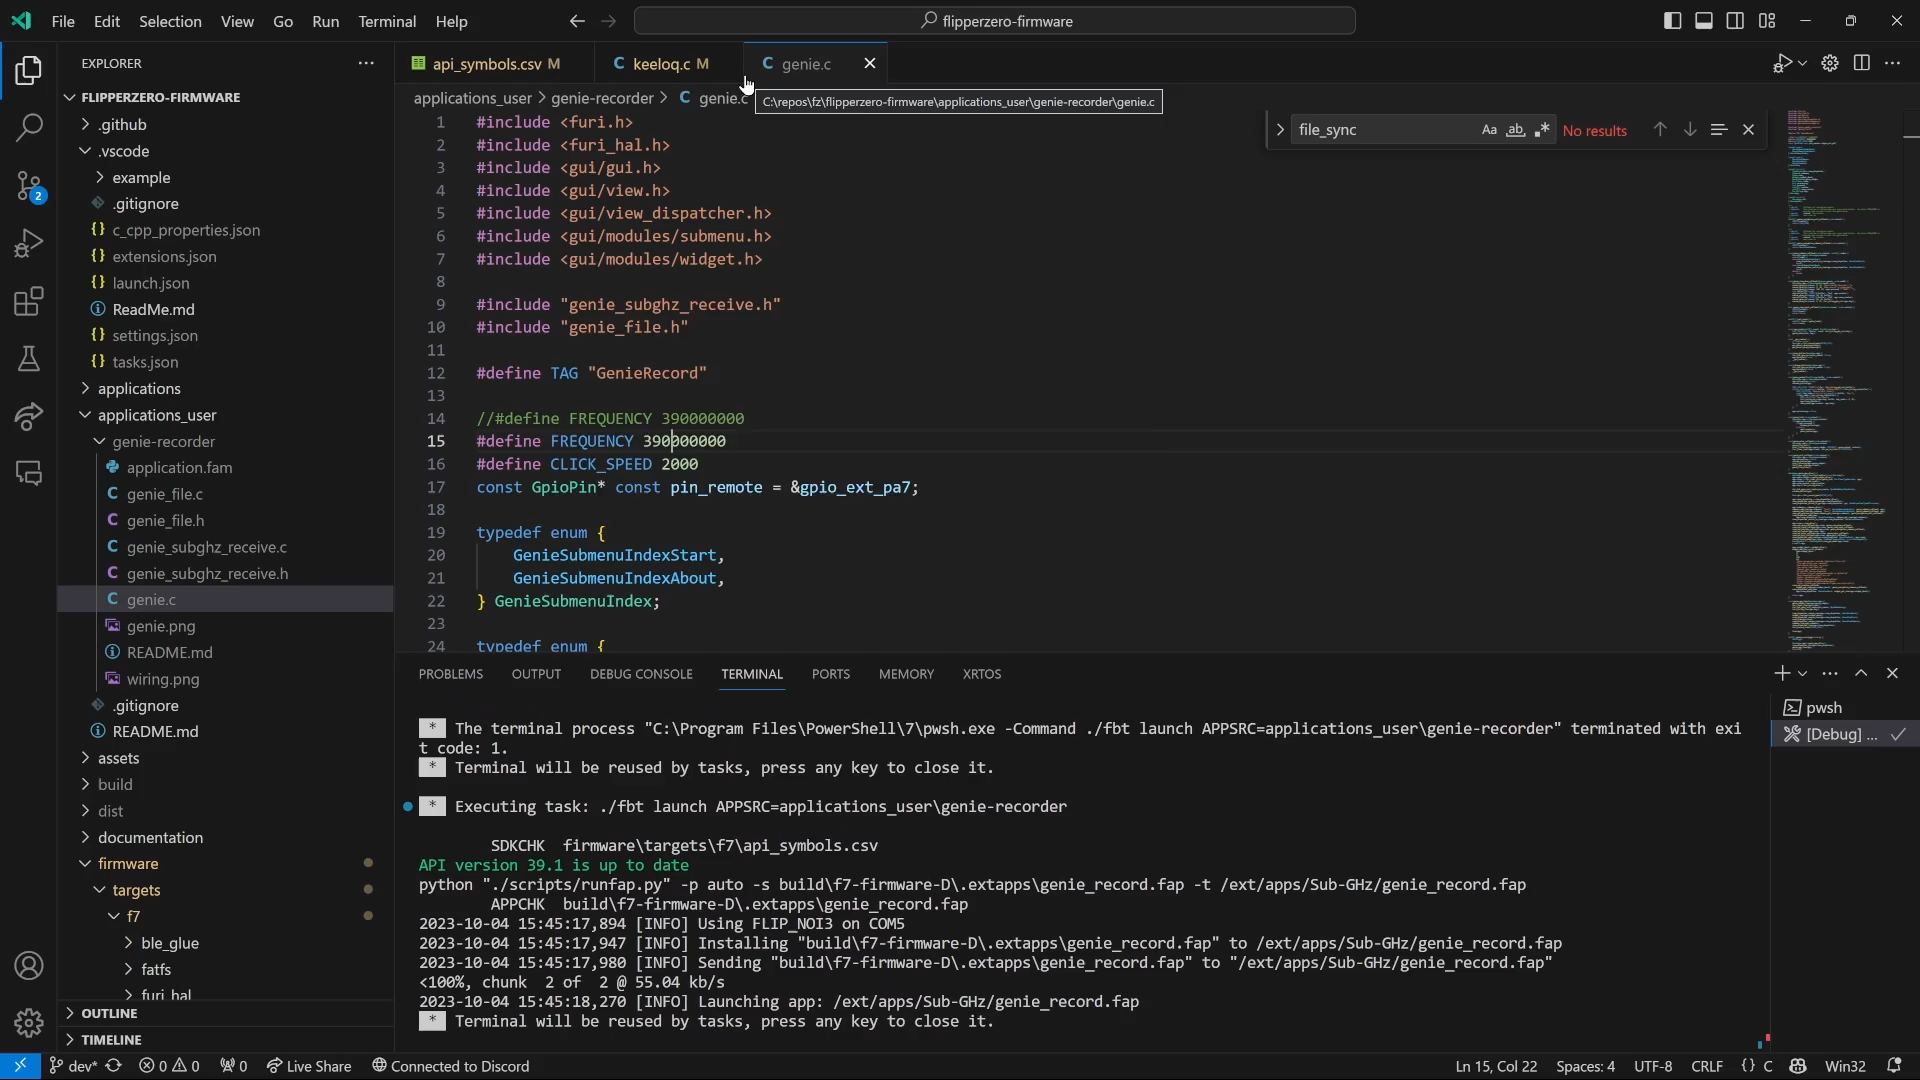 File Edit Selection View Go Run Terminal Help
flipperzero-firmware
EXPLORER
FLIPPERZERO-FIRMWARE
.github
.vscode
example
.gitignore
c_cpp_properties.json
extensions.json
launch.json
ReadMe.md
settings.json
tasks.json
applications
applications_user
genie-recorder
application.fam
genie_file.c
genie_file.h
genie_subghz_receive.c
genie_subghz_receive.h
genie.c
genie.png
README.md
wiring.png
.gitignore
README.md
assets
build
dist
documentation
firmware
targets
f7
ble_glue
fatfs
furi_hal
OUTLINE
TIMELINE
2
api_symbols.csv M
C keeloq.c M
C genie.c
applications_user > genie-recorder > C genie.c
C:\repos\fz\flipperzero-firmware\applications_user\genie-recorder\genie.c
file_sync Aa ab No results
1 #include <furi.h>
2 #include <furi_hal.h>
3 #include <gui/gui.h>
4 #include <gui/view.h>
5 #include <gui/view_dispatcher.h>
6 #include <gui/modules/submenu.h>
7 #include <gui/modules/widget.h>
8
9 #include "genie_subghz_receive.h"
10 #include "genie_file.h"
11
12 #define TAG "GenieRecord"
13
14 //#define FREQUENCY 390000000
15 #define FREQUENCY 390000000
16 #define CLICK_SPEED 2000
17 const GpioPin* const pin_remote = &gpio_ext_pa7;
18
19 typedef enum {
20 GenieSubmenuIndexStart,
21 GenieSubmenuIndexAbout,
22 } GenieSubmenuIndex;
23
24 typedef enum {
PROBLEMS OUTPUT DEBUG CONSOLE TERMINAL PORTS MEMORY XRTOS
pwsh
[Debug] ...
* The terminal process "C:\Program Files\PowerShell\7\pwsh.exe -Command ./fbt launch APPSRC=applications_user\genie-recorder" terminated with exi
t code: 1.
* Terminal will be reused by tasks, press any key to close it.
* Executing task: ./fbt launch APPSRC=applications_user\genie-recorder
SDKCHK firmware\targets\f7\api_symbols.csv
API version 39.1 is up to date
python "./scripts/runfap.py" -p auto -s build\f7-firmware-D\.extapps\genie_record.fap -t /ext/apps/Sub-GHz/genie_record.fap
APPCHK build\f7-firmware-D\.extapps\genie_record.fap
2023-10-04 15:45:17,894 [INFO] Using FLIP_NOI3 on COM5
2023-10-04 15:45:17,947 [INFO] Installing "build\f7-firmware-D\.extapps\genie_record.fap" to /ext/apps/Sub-GHz/genie_record.fap
2023-10-04 15:45:17,980 [INFO] Sending "build\f7-firmware-D\.extapps\genie_record.fap" to "/ext/apps/Sub-GHz/genie_record.fap"
<100%, chunk 2 of 2 @ 55.04 kb/s
2023-10-04 15:45:18,270 [INFO] Launching app: /ext/apps/Sub-GHz/genie_record.fap
* Terminal will be reused by tasks, press any key to close it.
dev* 0 0 0 Live Share Connected to Discord
Ln 15, Col 22 Spaces: 4 UTF-8 CRLF {} C Win32